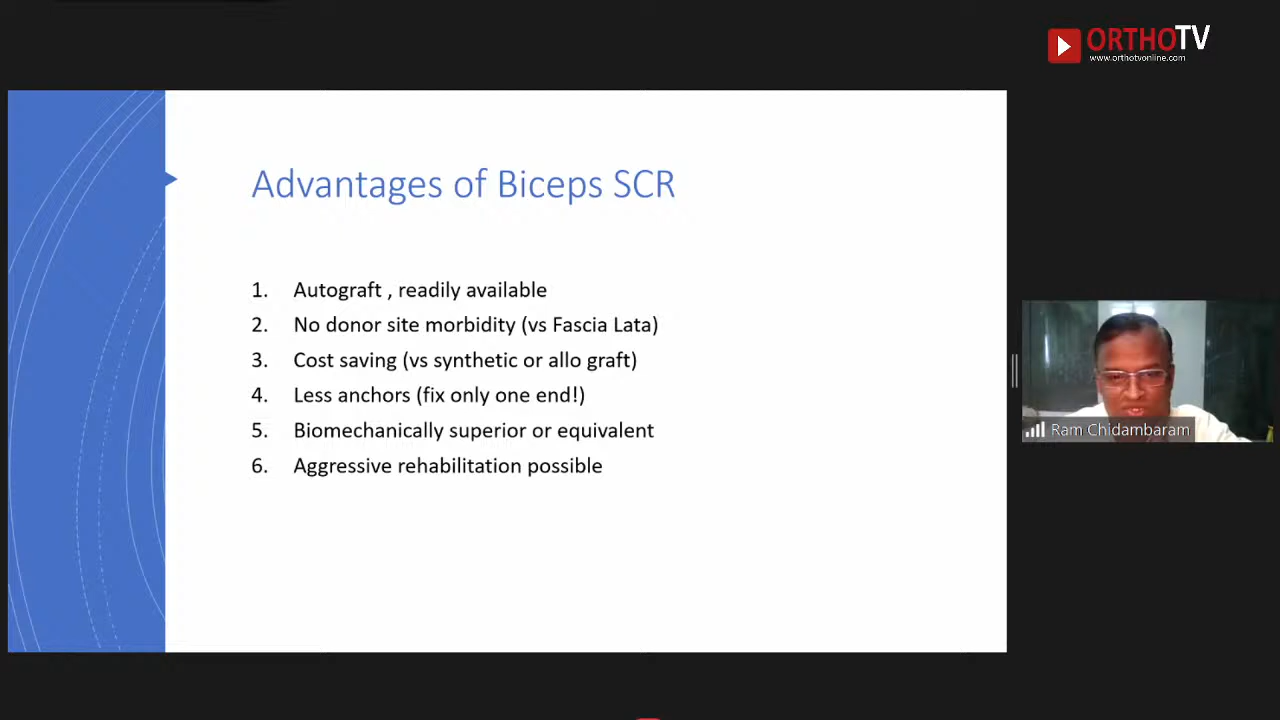 ORTHOTV
www.orthotvonline.com
Advantages of Biceps SCR
1. Autograft , readily available
2. No donor site morbidity (vs Fascia Lata)
3. Cost saving (vs synthetic or allo graft)
4. Less anchors (fix only one end!)
5. Biomechanically superior or equivalent
6. Aggressive rehabilitation possible
Ram Chidambaram